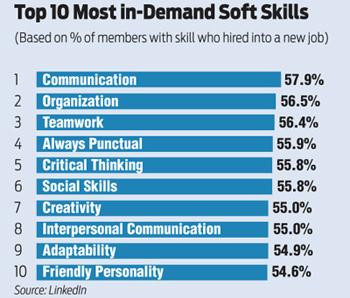 Top 10 Most in-Demand Soft Skills
(Based on % of members with skill who hired into a new job)
1 Communication 57.9%
2 Organization 56.5%
3 Teamwork 56.4%
4 Always Punctual 55.9%
5 Critical Thinking 55.8%
6 Social Skills 55.8%
7 Creativity 55.0%
8 Interpersonal Communication 55.0%
9 Adaptability 54.9%
10 Friendly Personality 54.6%
Source: LinkedIn